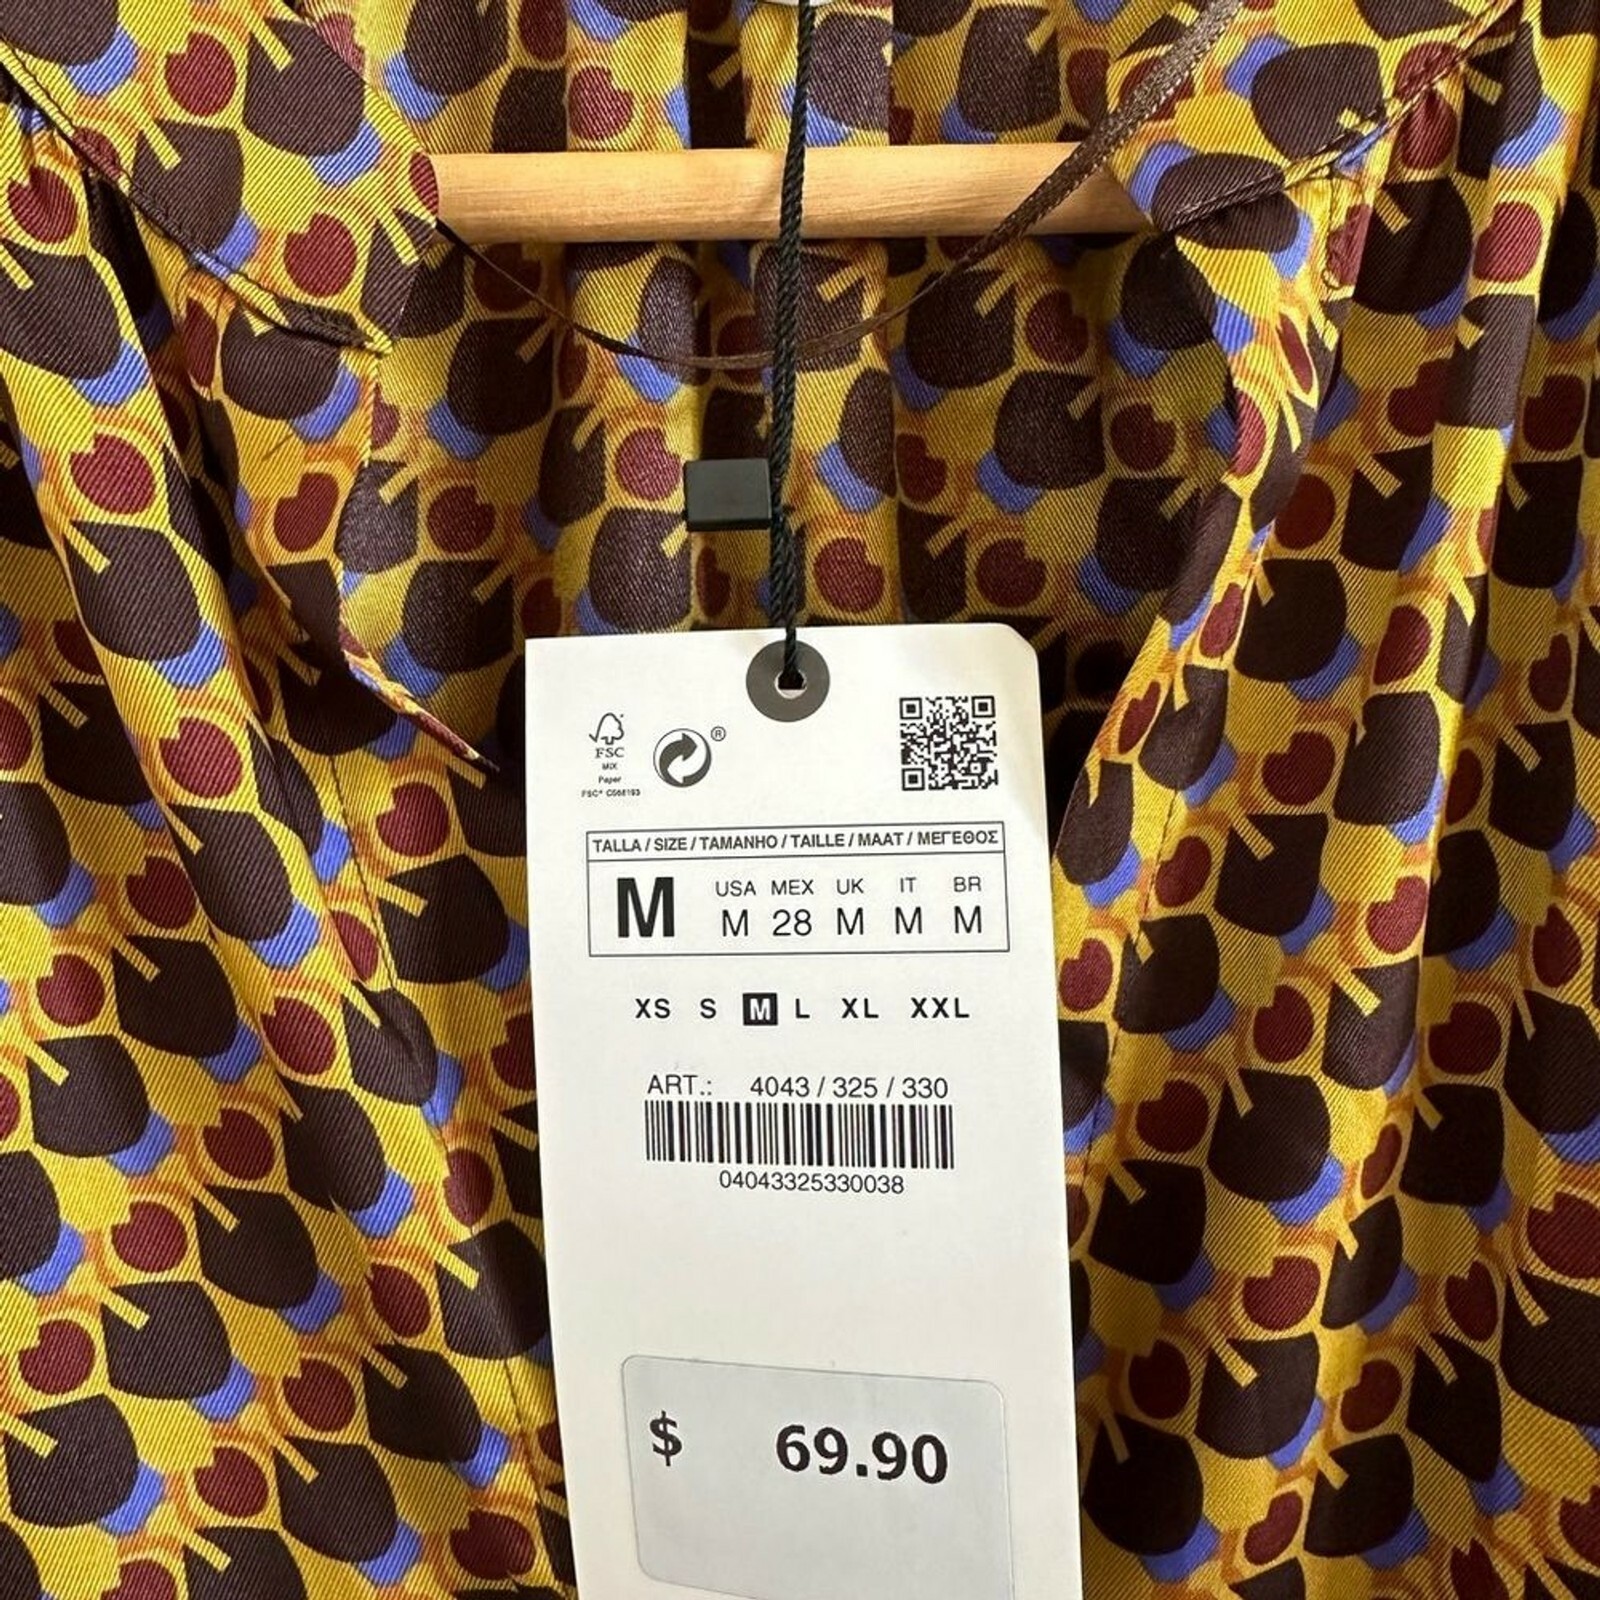 FSC
MIX
Paper
FSC® C068193
®
TALLA / SIZE / TAMANHO / TAILLE / MAAT / ΜΕΓΕΘΟΣ
M
USA MEX UK IT BR
M 28 M M M
XS S M L XL XXL
ART.: 4043 / 325 / 330
04043325330038
$ 69.90